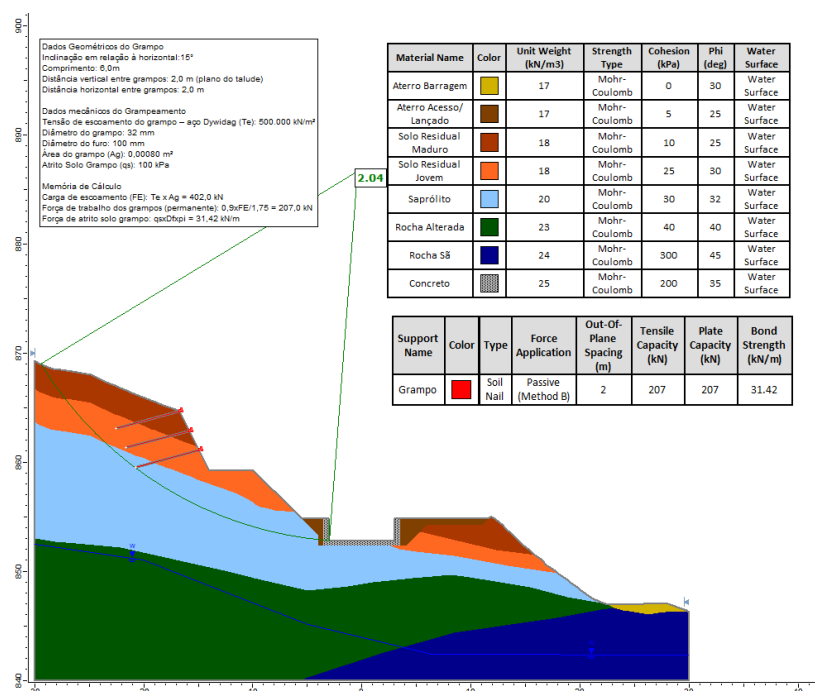 Dados Geométricos do Grampo
Inclinação em relação à horizontal:15°
Comprimento: 6,0m
Distância vertical entre grampos: 2,0 m (plano do talude)
Distância horizontal entre grampos: 2,0 m
Dados mecânicos do Grampeamento
Tensão de escoamento do grampo – aço Dywidag (Te): 500.000 kN/m²
Diâmetro do grampo: 32 mm
Diâmetro do furo: 100 mm
Área do grampo (Ag): 0,00080 m²
Atrito Solo Grampo (qs): 100 kPa
Memória de Cálculo
Carga de escoamento (FE): Te x Ag = 402,0 kN
Força de trabalho dos grampos (permanente): 0,9xFE/1,75 = 207,0 kN
Força de atrito solo grampo: qsxDfxpi = 31,42 kN/m
2.04
Material Name Color Unit Weight (kN/m3) Strength Type Cohesion (kPa) Phi (deg) Water Surface
Aterro Barragem 17 Mohr-Coulomb 0 30 Water Surface
Aterro Acesso/ Lançado 17 Mohr-Coulomb 5 25 Water Surface
Solo Residual Maduro 18 Mohr-Coulomb 10 25 Water Surface
Solo Residual Jovem 18 Mohr-Coulomb 25 30 Water Surface
Saprólito 20 Mohr-Coulomb 30 32 Water Surface
Rocha Alterada 23 Mohr-Coulomb 40 40 Water Surface
Rocha Sã 24 Mohr-Coulomb 300 45 Water Surface
Concreto 25 Mohr-Coulomb 200 35 Water Surface
Support Name Color Type Force Application Out-Of-Plane Spacing (m) Tensile Capacity (kN) Plate Capacity (kN) Bond Strength (kN/m)
Grampo Soil Nail Passive (Method B) 2 207 207 31.42
900
890
880
870
860
850
840
W